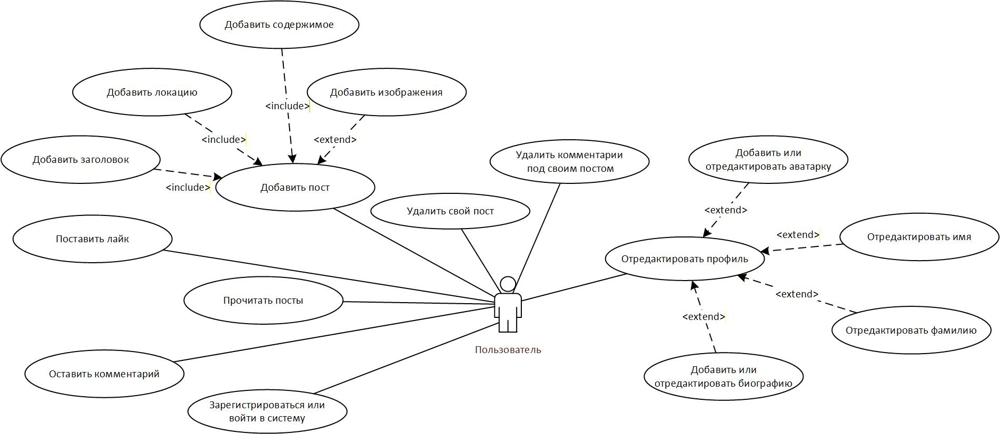 Добавить содержимое
Добавить локацию
Добавить изображения
<include>
<include>
<extend>
Добавить заголовок
<include>
Добавить пост
Удалить комментарии
под своим постом
Добавить или
отредактировать аватарку
Удалить свой пост
<extend>
Поставить лайк
<extend>
Отредактировать имя
Отредактировать профиль
Прочитать посты
<extend>
<extend>
Отредактировать фамилию
Пользователь
Оставить комментарий
Добавить или
отредактировать биографию
Зарегистрироваться или
войти в систему